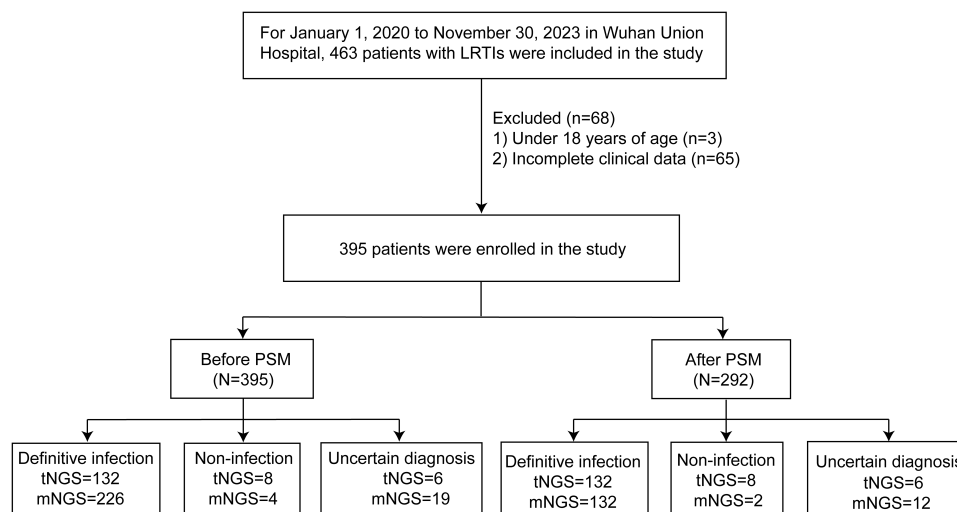 For January 1, 2020 to November 30, 2023 in Wuhan Union
Hospital, 463 patients with LRTIs were included in the study
Excluded (n=68)
1) Under 18 years of age (n=3)
2) Incomplete clinical data (n=65)
395 patients were enrolled in the study
Before PSM
(N=395)
After PSM
(N=292)
Definitive infection
tNGS=132
mNGS=226
Non-infection
tNGS=8
mNGS=4
Uncertain diagnosis
tNGS=6
mNGS=19
Definitive infection
tNGS=132
mNGS=132
Non-infection
tNGS=8
mNGS=2
Uncertain diagnosis
tNGS=6
mNGS=12